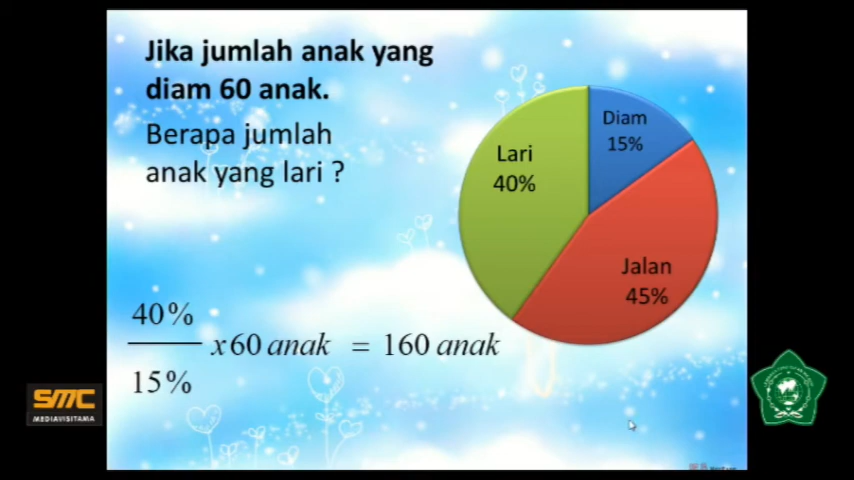 Jika jumlah anak yang
diam 60 anak.
Berapa jumlah
anak yang lari ?
Diam
15%
Lari
40%
Jalan
45%
40%
15%
x60 anak = 160 anak
SMC
MEDIAVISITAMA